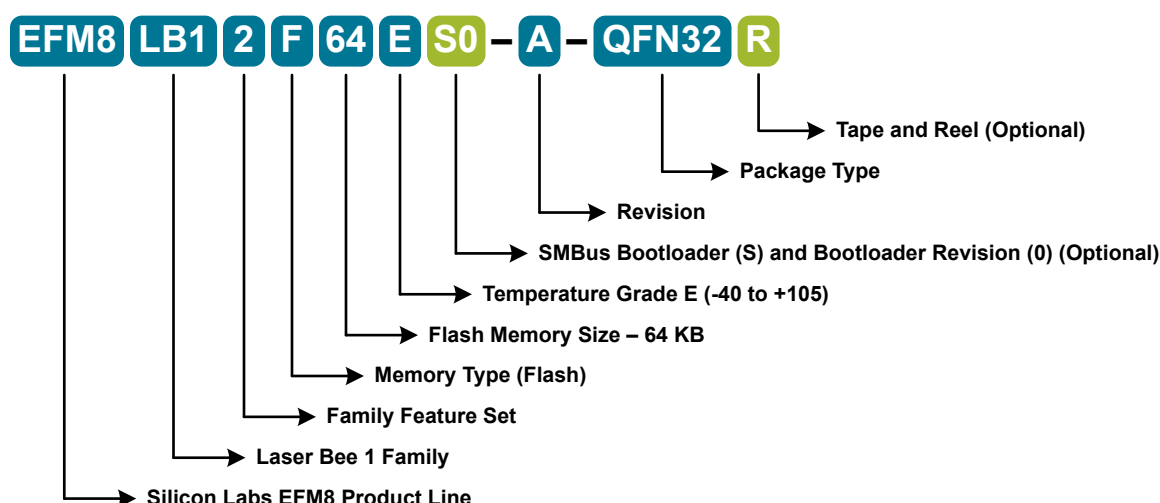 EFM8 LB1 2 F 64 E S0 – A – QFN32 R
Tape and Reel (Optional)
Package Type
Revision
SMBus Bootloader (S) and Bootloader Revision (0) (Optional)
Temperature Grade E (-40 to +105)
Flash Memory Size – 64 KB
Memory Type (Flash)
Family Feature Set
Laser Bee 1 Family
Silicon Labs EFM8 Product Line